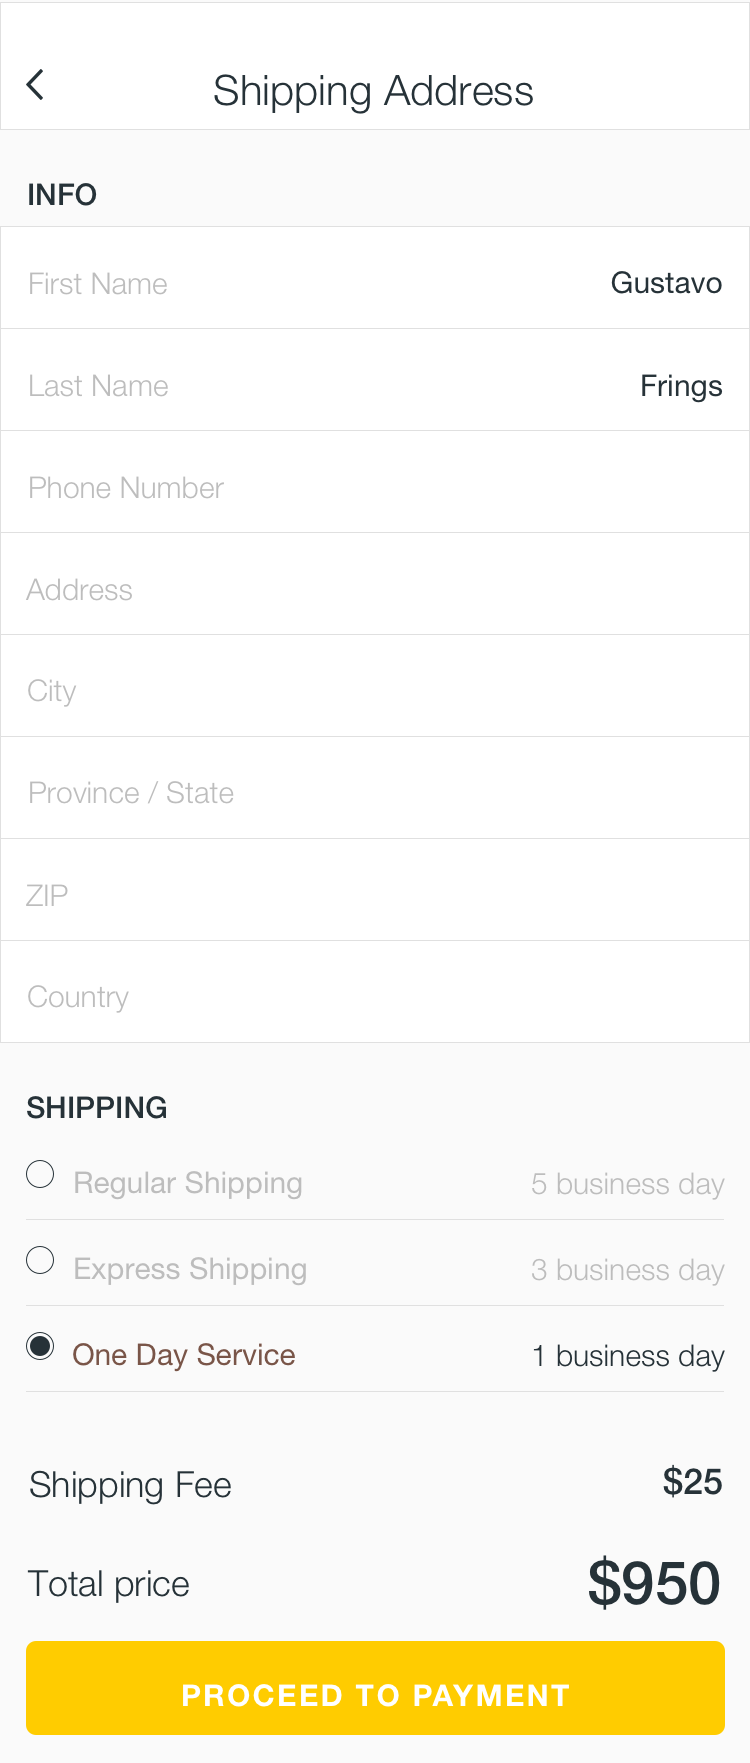 Shipping Address
INFO
First Name Gustavo
Last Name Frings
Phone Number
Address
City
Province / State
ZIP
Country
SHIPPING
Regular Shipping 5 business day
Express Shipping 3 business day
One Day Service 1 business day
Shipping Fee $25
Total price $950
PROCEED TO PAYMENT